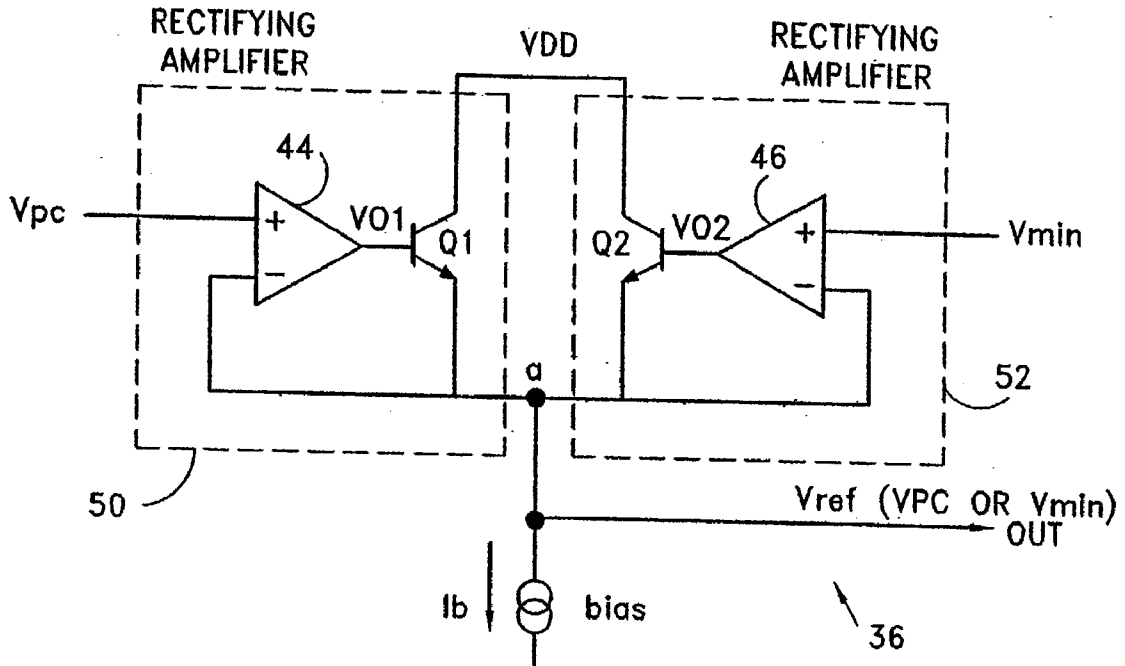 RECTIFYING
AMPLIFIER
VDD
RECTIFYING
AMPLIFIER
44
46
Vpc
+
VO1
Q1
Q2
VO2
+
Vmin
−
−
a
52
50
Vref (VPC OR Vmin)
OUT
Ib
bias
36